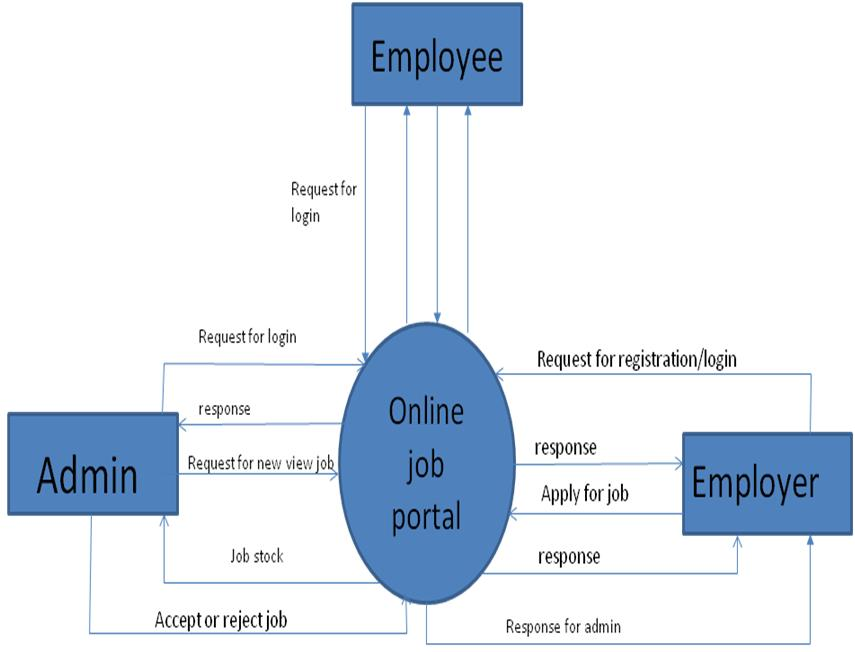 Employee
Request for
login
Request for login
Request for registration/login
response
Online
job
portal
response
Request for new view job
Apply for job
Admin
Employer
Job stock
response
Accept or reject job
Response for admin